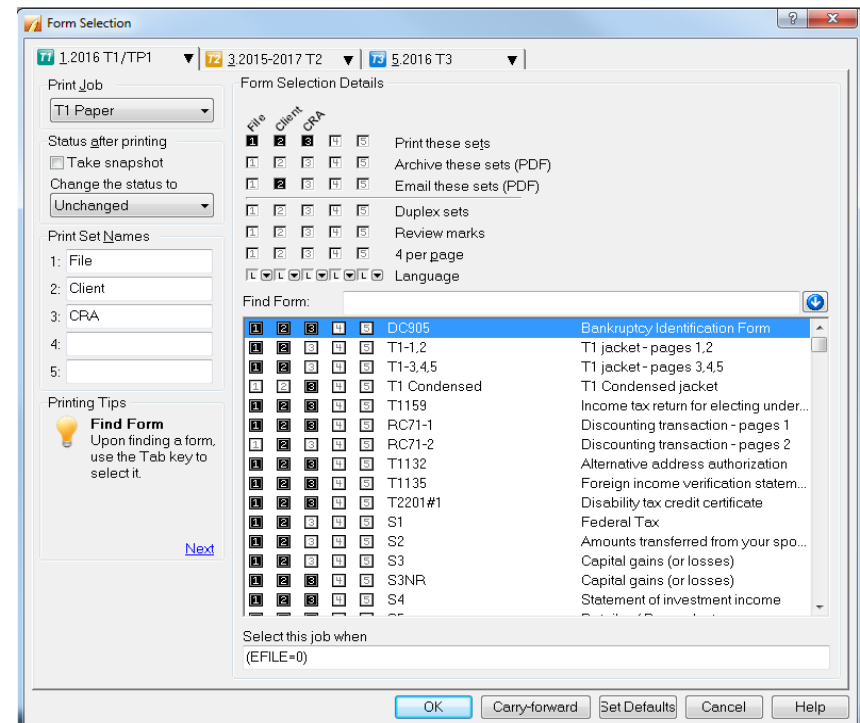 Form Selection
T1 1.2016 T1/TP1 T2 3.2015-2017 T2 T3 5.2016 T3
Print Job
T1 Paper
Status after printing
Take snapshot
Change the status to
Unchanged
Print Set Names
1: File
2: Client
3: CRA
4:
5:
Printing Tips
Find Form
Upon finding a form,
use the Tab key to
select it.
Next
Form Selection Details
File Client CRA
1 2 3 4 5 Print these sets
1 2 3 4 5 Archive these sets (PDF)
1 2 3 4 5 Email these sets (PDF)
1 2 3 4 5 Duplex sets
1 2 3 4 5 Review marks
1 2 3 4 5 4 per page
L L L L L Language
Find Form:
1 2 3 4 5 DC905 Bankruptcy Identification Form
1 2 3 4 5 T1-1,2 T1 jacket - pages 1,2
1 2 3 4 5 T1-3,4,5 T1 jacket - pages 3,4,5
1 2 3 4 5 T1 Condensed T1 Condensed jacket
1 2 3 4 5 T1159 Income tax return for electing under...
1 2 3 4 5 RC71-1 Discounting transaction - pages 1
1 2 3 4 5 RC71-2 Discounting transaction - pages 2
1 2 3 4 5 T1132 Alternative address authorization
1 2 3 4 5 T1135 Foreign income verification statem...
1 2 3 4 5 T2201#1 Disability tax credit certificate
1 2 3 4 5 S1 Federal Tax
1 2 3 4 5 S2 Amounts transferred from your spo...
1 2 3 4 5 S3 Capital gains (or losses)
1 2 3 4 5 S3NR Capital gains (or losses)
1 2 3 4 5 S4 Statement of investment income
Select this job when
(EFILE=0)
OK Carry-forward Set Defaults Cancel Help